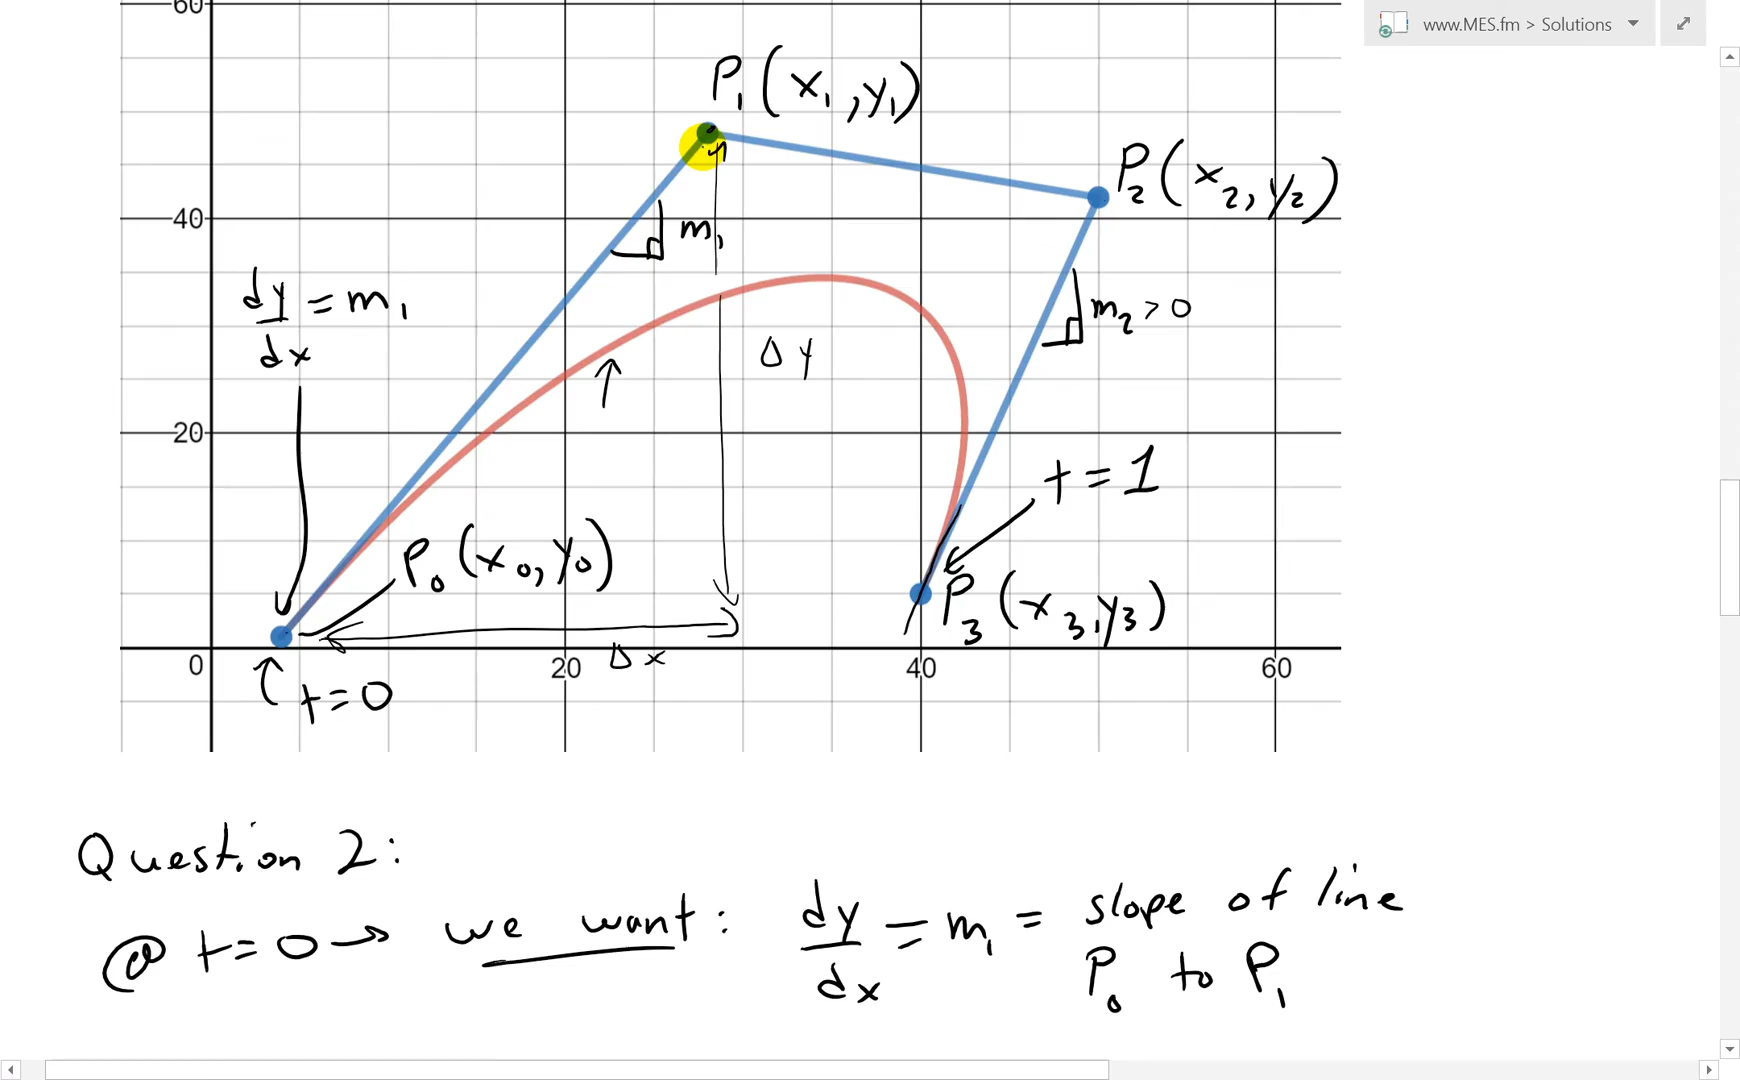 60
www.MES.fm > Solutions
P₁ (x₁, y₁)
P₂ (x₂, y₂)
40
m₁
dy/dx = m₁
m₂ > 0
Δy
20
t = 1
P₀ (x₀, y₀)
P₃ (x₃, y₃)
0
20
Δx
40
60
t = 0
Question 2:
@ t = 0 → we want: dy/dx = m₁ = slope of line
P₀ to P₁